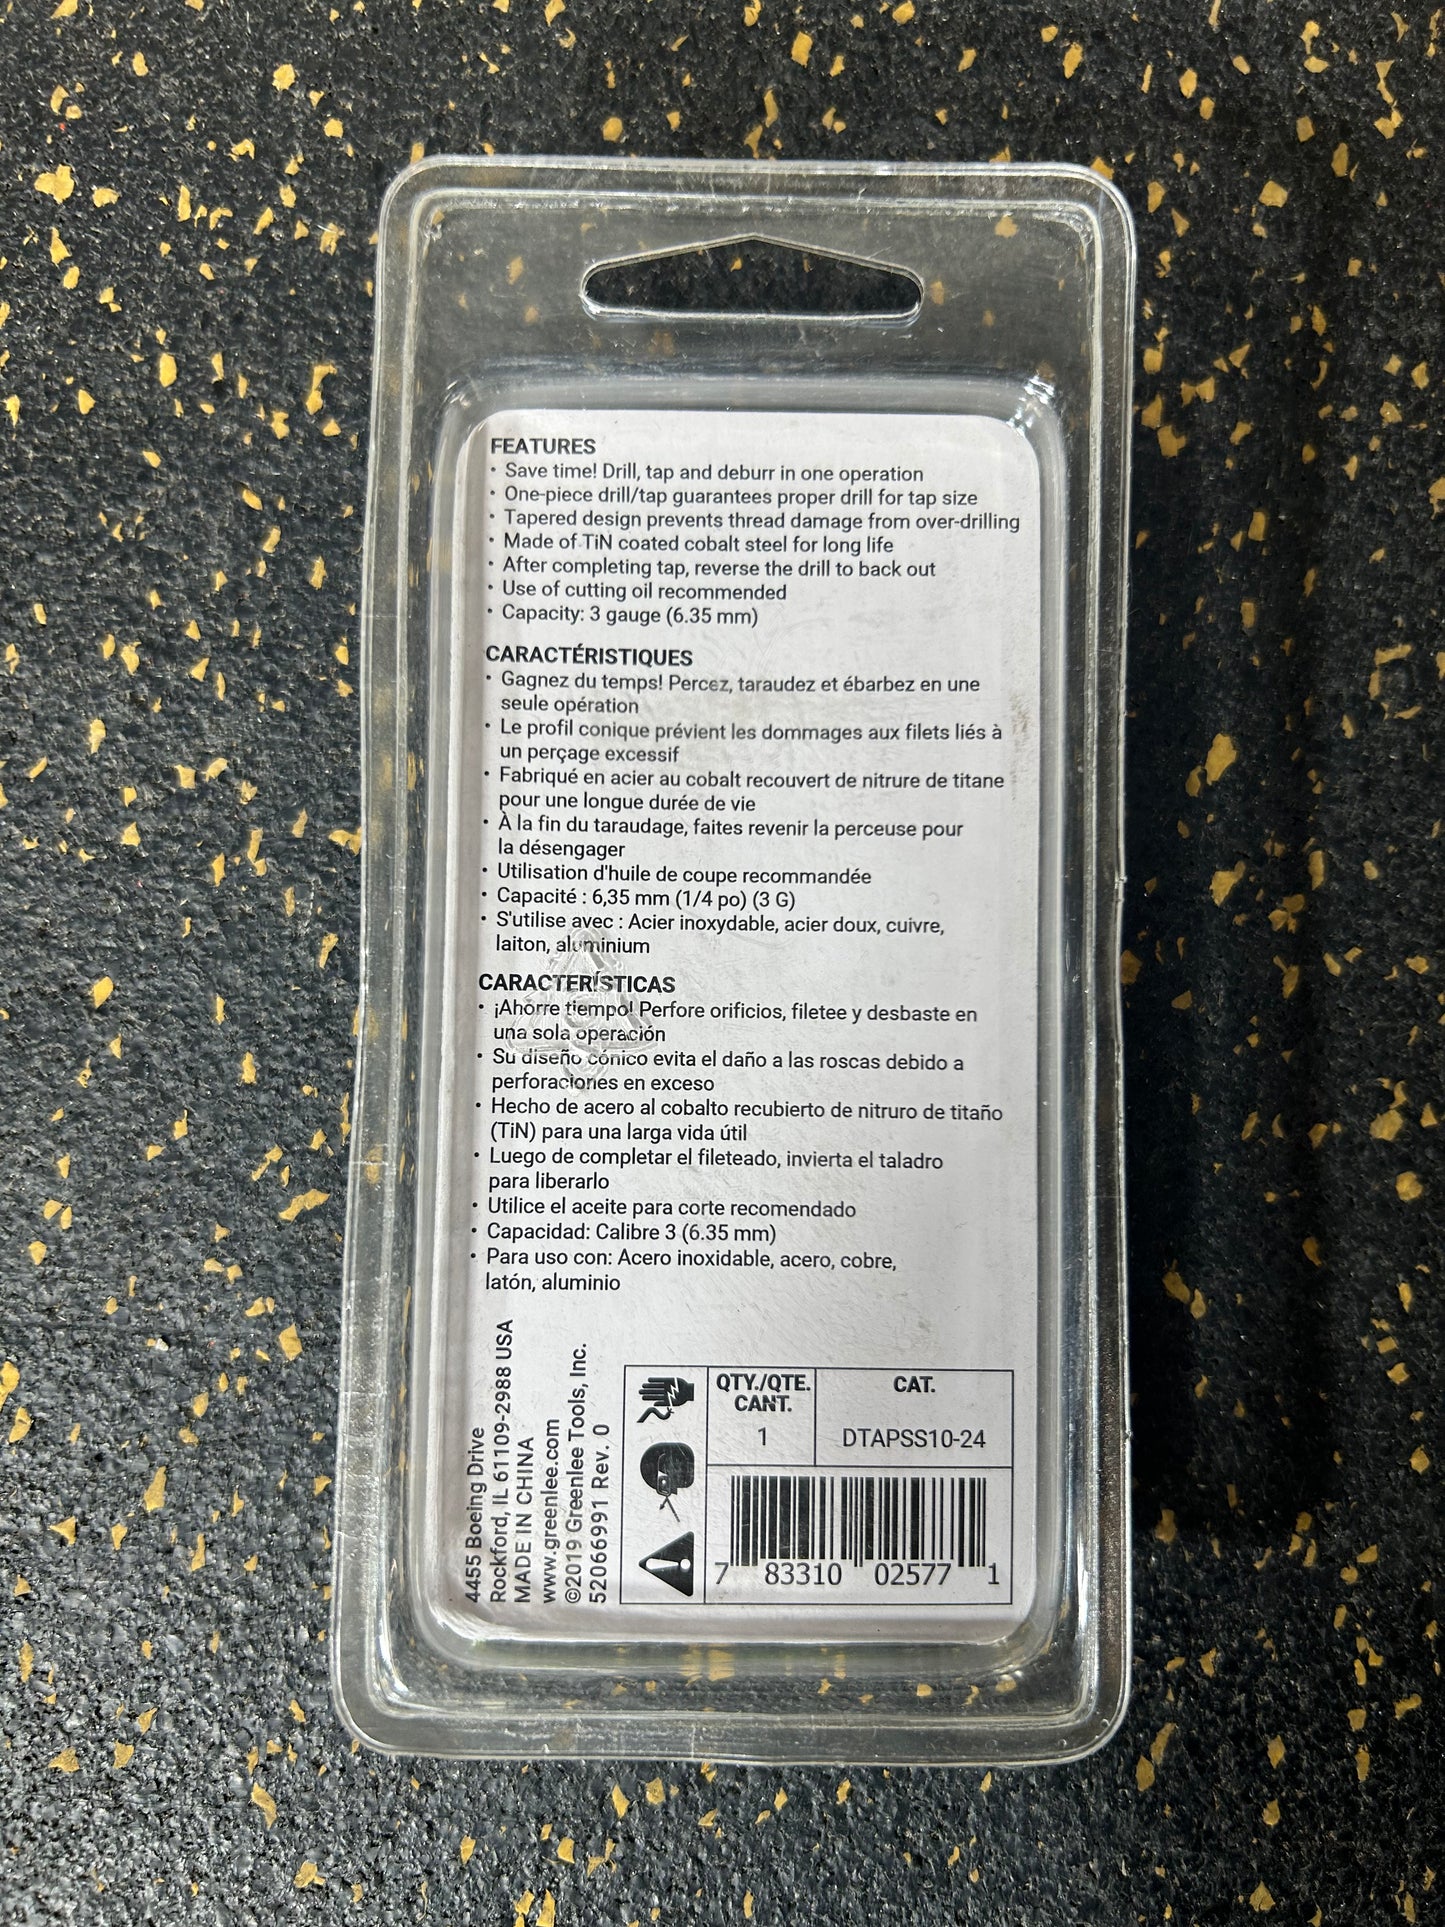 FEATURES
• Save time! Drill, tap and deburr in one operation
• One-piece drill/tap guarantees proper drill for tap size
• Tapered design prevents thread damage from over-drilling
• Made of TiN coated cobalt steel for long life
• After completing tap, reverse the drill to back out
• Use of cutting oil recommended
• Capacity: 3 gauge (6.35 mm)
CARACTÉRISTIQUES
• Gagnez du temps! Percez, taraudez et ébarbez en une
seule opération
• Le profil conique prévient les dommages aux filets liés à
un perçage excessif
• Fabriqué en acier au cobalt recouvert de nitrure de titane
pour une longue durée de vie
• À la fin du taraudage, faites revenir la perceuse pour
la désengager
• Utilisation d'huile de coupe recommandée
• Capacité : 6,35 mm (1/4 po) (3 G)
• S'utilise avec : Acier inoxydable, acier doux, cuivre,
laiton, aluminium
CARACTERÍSTICAS
• ¡Ahorre tiempo! Perfore orificios, filetee y desbaste en
una sola operación
• Su diseño cónico evita el daño a las roscas debido a
perforaciones en exceso
• Hecho de acero al cobalto recubierto de nitruro de titaño
(TiN) para una larga vida útil
• Luego de completar el fileteado, invierta el taladro
para liberarlo
• Utilice el aceite para corte recomendado
• Capacidad: Calibre 3 (6.35 mm)
• Para uso con: Acero inoxidable, acero, cobre,
latón, aluminio
4455 Boeing Drive
Rockford, IL 61109-2988 USA
MADE IN CHINA
www.greenlee.com
©2019 Greenlee Tools, Inc.
52066991 Rev. 0
QTY./QTE.
CANT.
1
CAT.
DTAPSS10-24
7 83310 02577 1